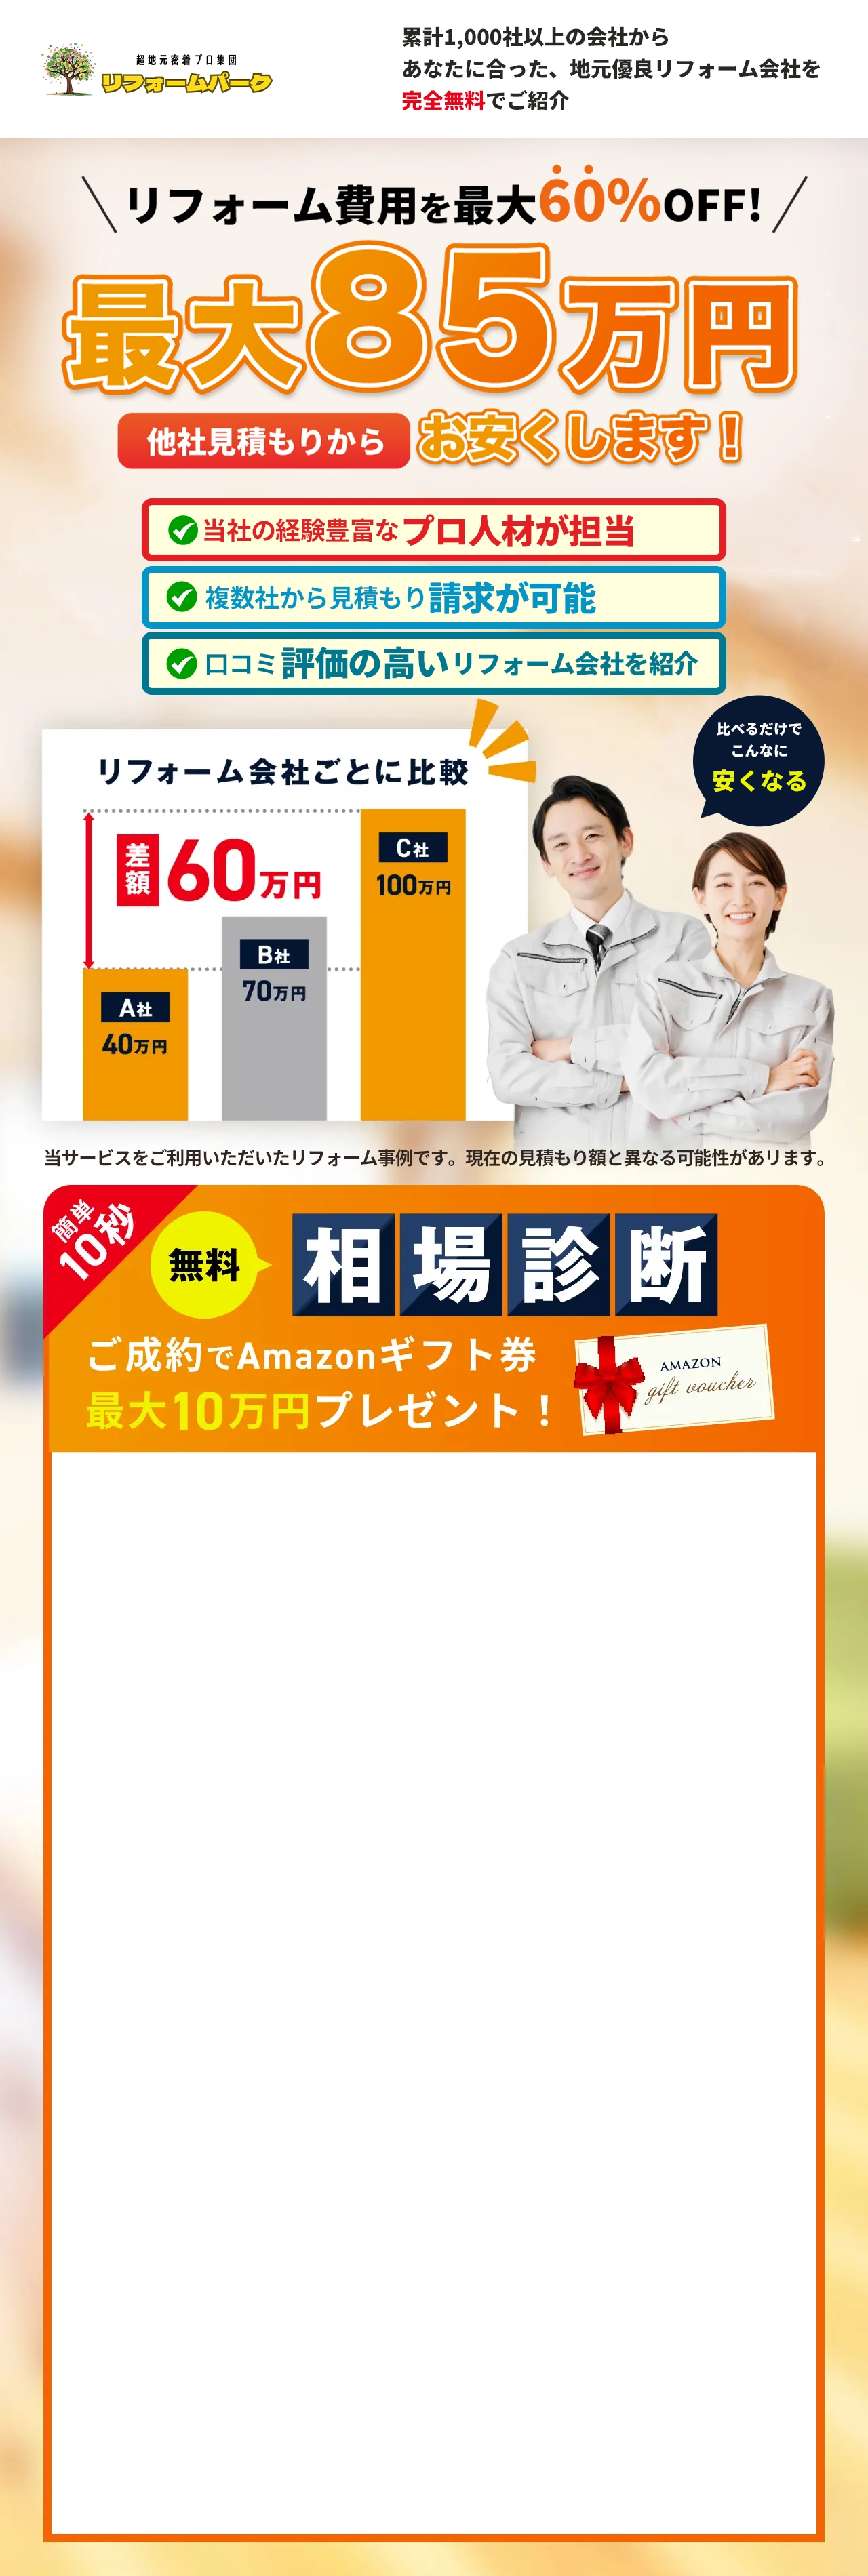 超地元密着プロ集団
リフォームパーク
累計1,000社以上の会社から
あなたに合った、地元優良リフォーム会社を
完全無料でご紹介
リフォーム費用を最大60%OFF!
最大85万円
他社見積もりから お安くします！
当社の経験豊富なプロ人材が担当
複数社から見積もり請求が可能
口コミ評価の高いリフォーム会社を紹介
比べるだけで
こんなに
安くなる
リフォーム会社ごとに比較
差額 60万円
C社
100万円
B社
70万円
A社
40万円
当サービスをご利用いただいたリフォーム事例です。現在の見積もり額と異なる可能性があります。
簡単
10秒
無料 相場診断
ご成約でAmazonギフト券
最大10万円プレゼント！
AMAZON
gift voucher